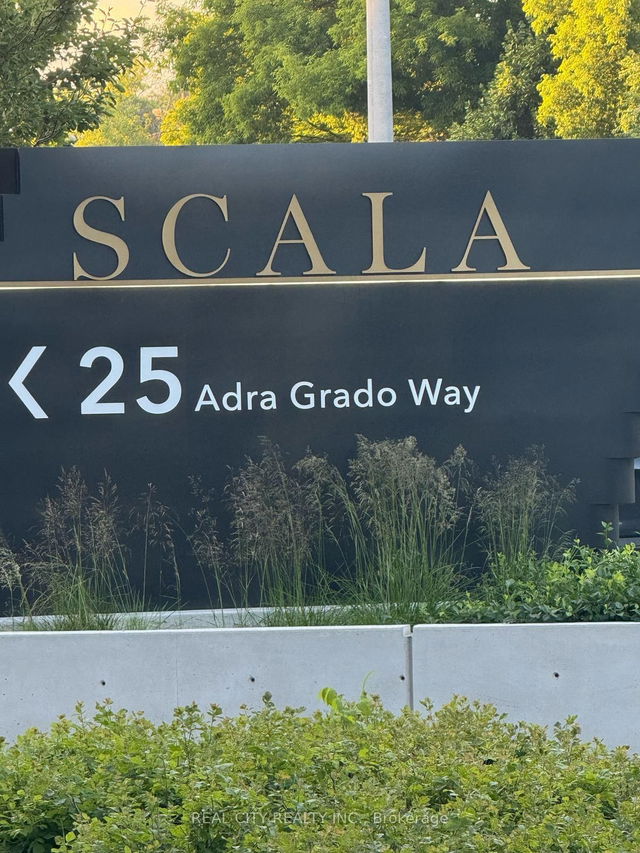 SCALA
< 25 Adra Grado Way
REAL CITY REALTY INC., Brokerage